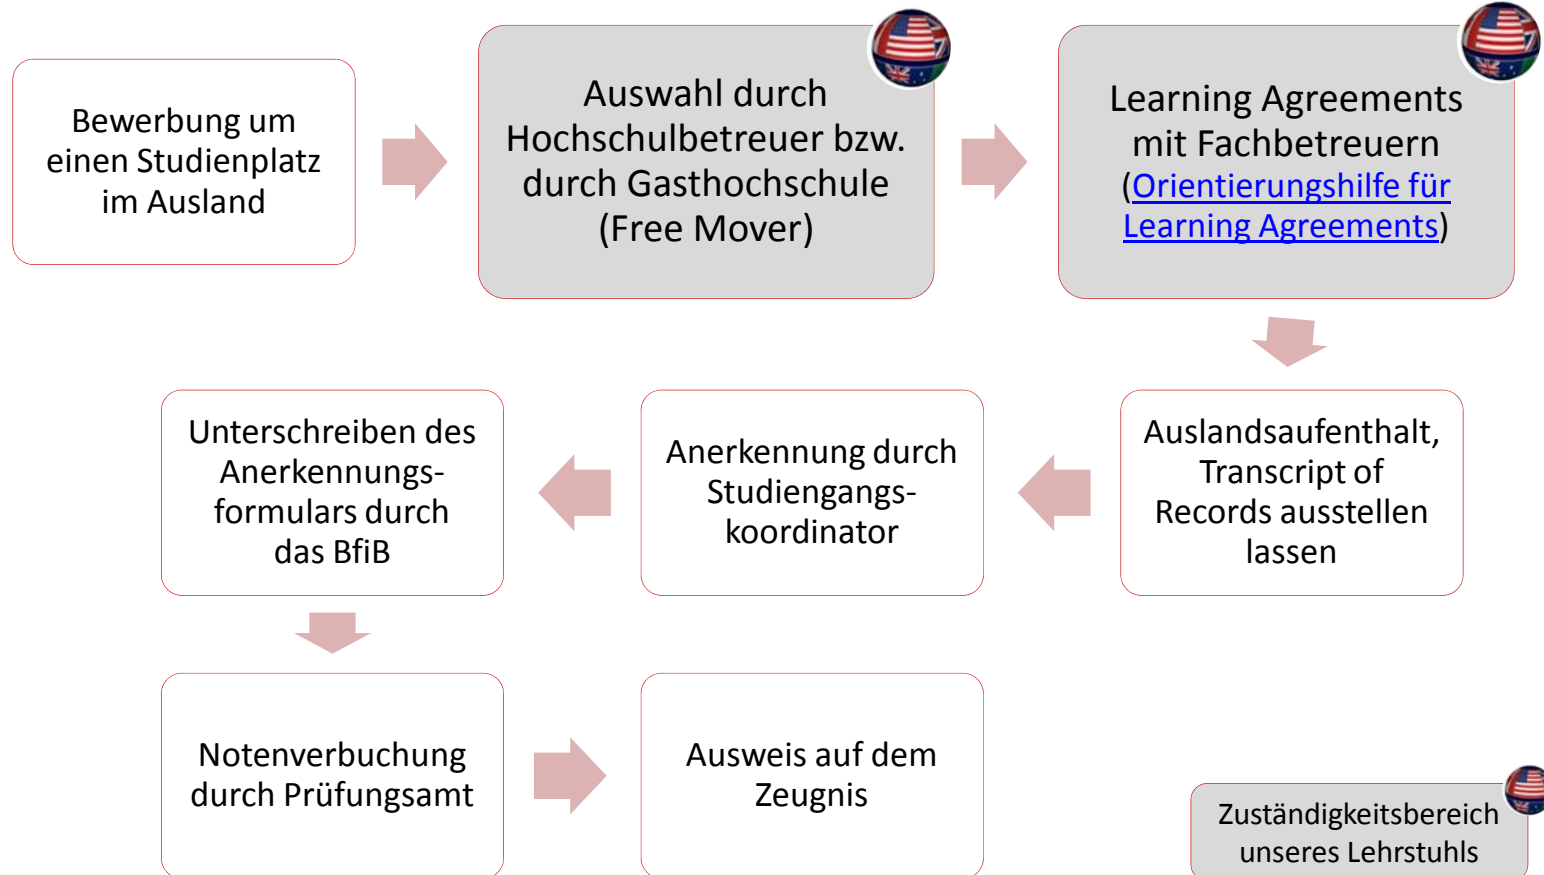 Bewerbung um
einen Studienplatz
im Ausland
Auswahl durch
Hochschulbetreuer bzw.
durch Gasthochschule
(Free Mover)
Learning Agreements
mit Fachbetreuern
(Orientierungshilfe für
Learning Agreements)
Auslandsaufenthalt,
Transcript of
Records ausstellen
lassen
Anerkennung durch
Studiengangs-
koordinator
Unterschreiben des
Anerkennungs-
formulars durch
das BfiB
Notenverbuchung
durch Prüfungsamt
Ausweis auf dem
Zeugnis
Zuständigkeitsbereich
unseres Lehrstuhls